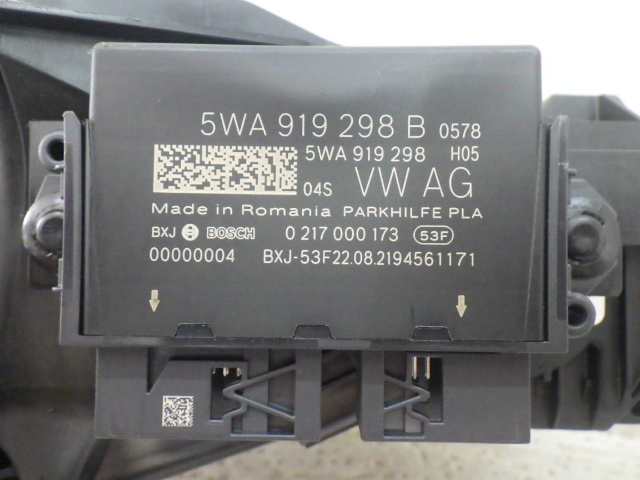 5WA 919 298 B 0578
5WA 919 298 H05
04S VW AG
Made in Romania PARKHILFE PLA
BXJ BOSCH 0 217 000 173 53F
00000004 BXJ-53F22.08.2194561171